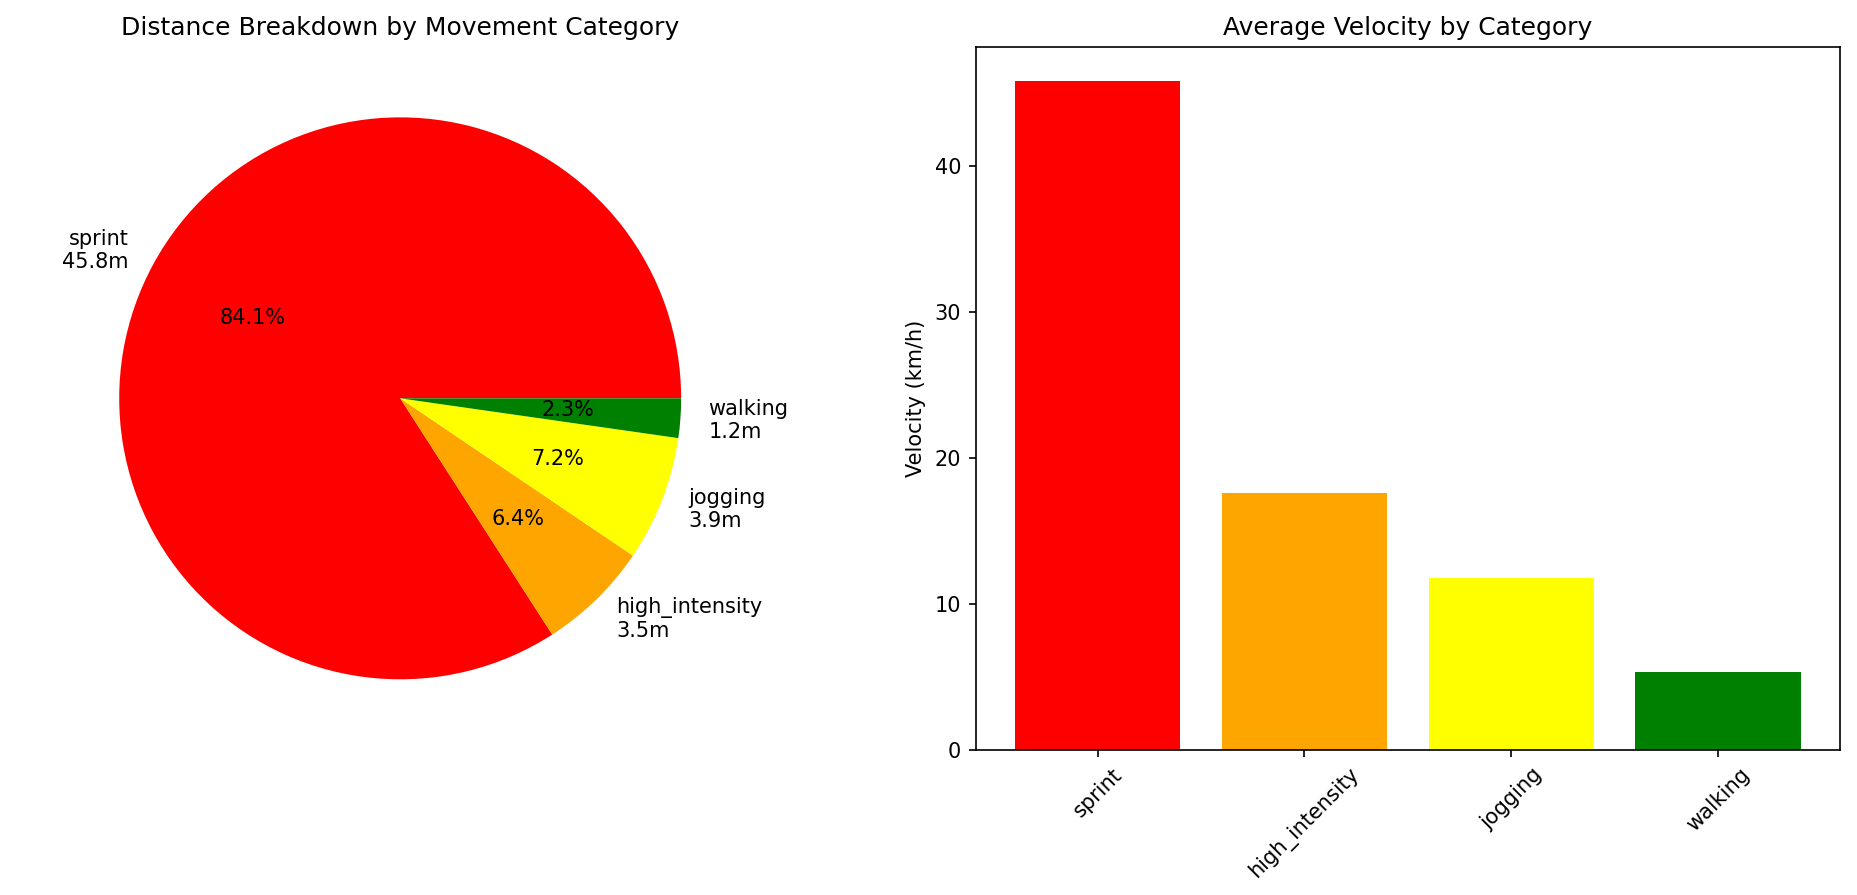 Distance Breakdown by Movement Category
sprint
45.8m
84.1%
walking
1.2m
2.3%
jogging
3.9m
7.2%
high_intensity
3.5m
6.4%
Average Velocity by Category
Velocity (km/h)
40
30
20
10
0
sprint
high_intensity
jogging
walking